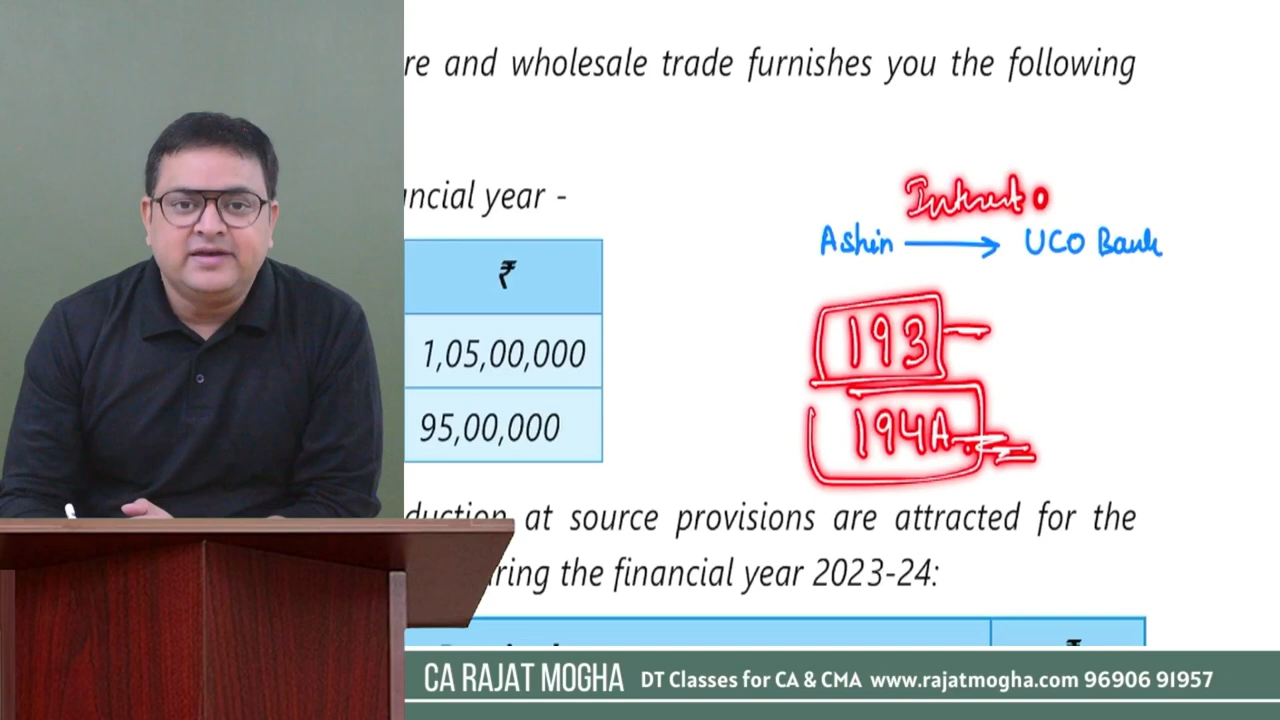 re and wholesale trade furnishes you the following
ncial year -
Interest
Ashin → UCO Bank
₹
1,05,00,000
193
95,00,000
194A
duction at source provisions are attracted for the
ring the financial year 2023-24:
CA RAJAT MOGHA DT Classes for CA & CMA www.rajatmogha.com 96906 91957